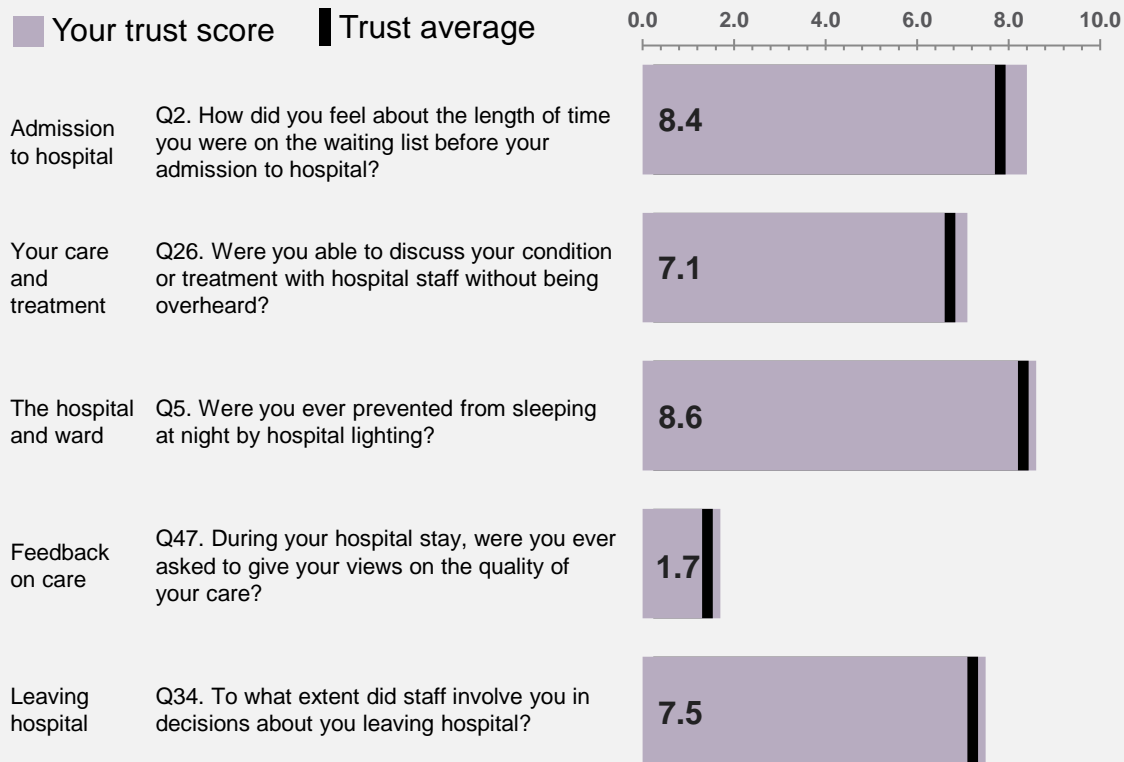 Your trust score
Trust average
0.0 2.0 4.0 6.0 8.0 10.0
Admission
to hospital
Q2. How did you feel about the length of time
you were on the waiting list before your
admission to hospital?
8.4
Your care
and
treatment
Q26. Were you able to discuss your condition
or treatment with hospital staff without being
overheard?
7.1
The hospital
and ward
Q5. Were you ever prevented from sleeping
at night by hospital lighting?
8.6
Feedback
on care
Q47. During your hospital stay, were you ever
asked to give your views on the quality of
your care?
1.7
Leaving
hospital
Q34. To what extent did staff involve you in
decisions about you leaving hospital?
7.5